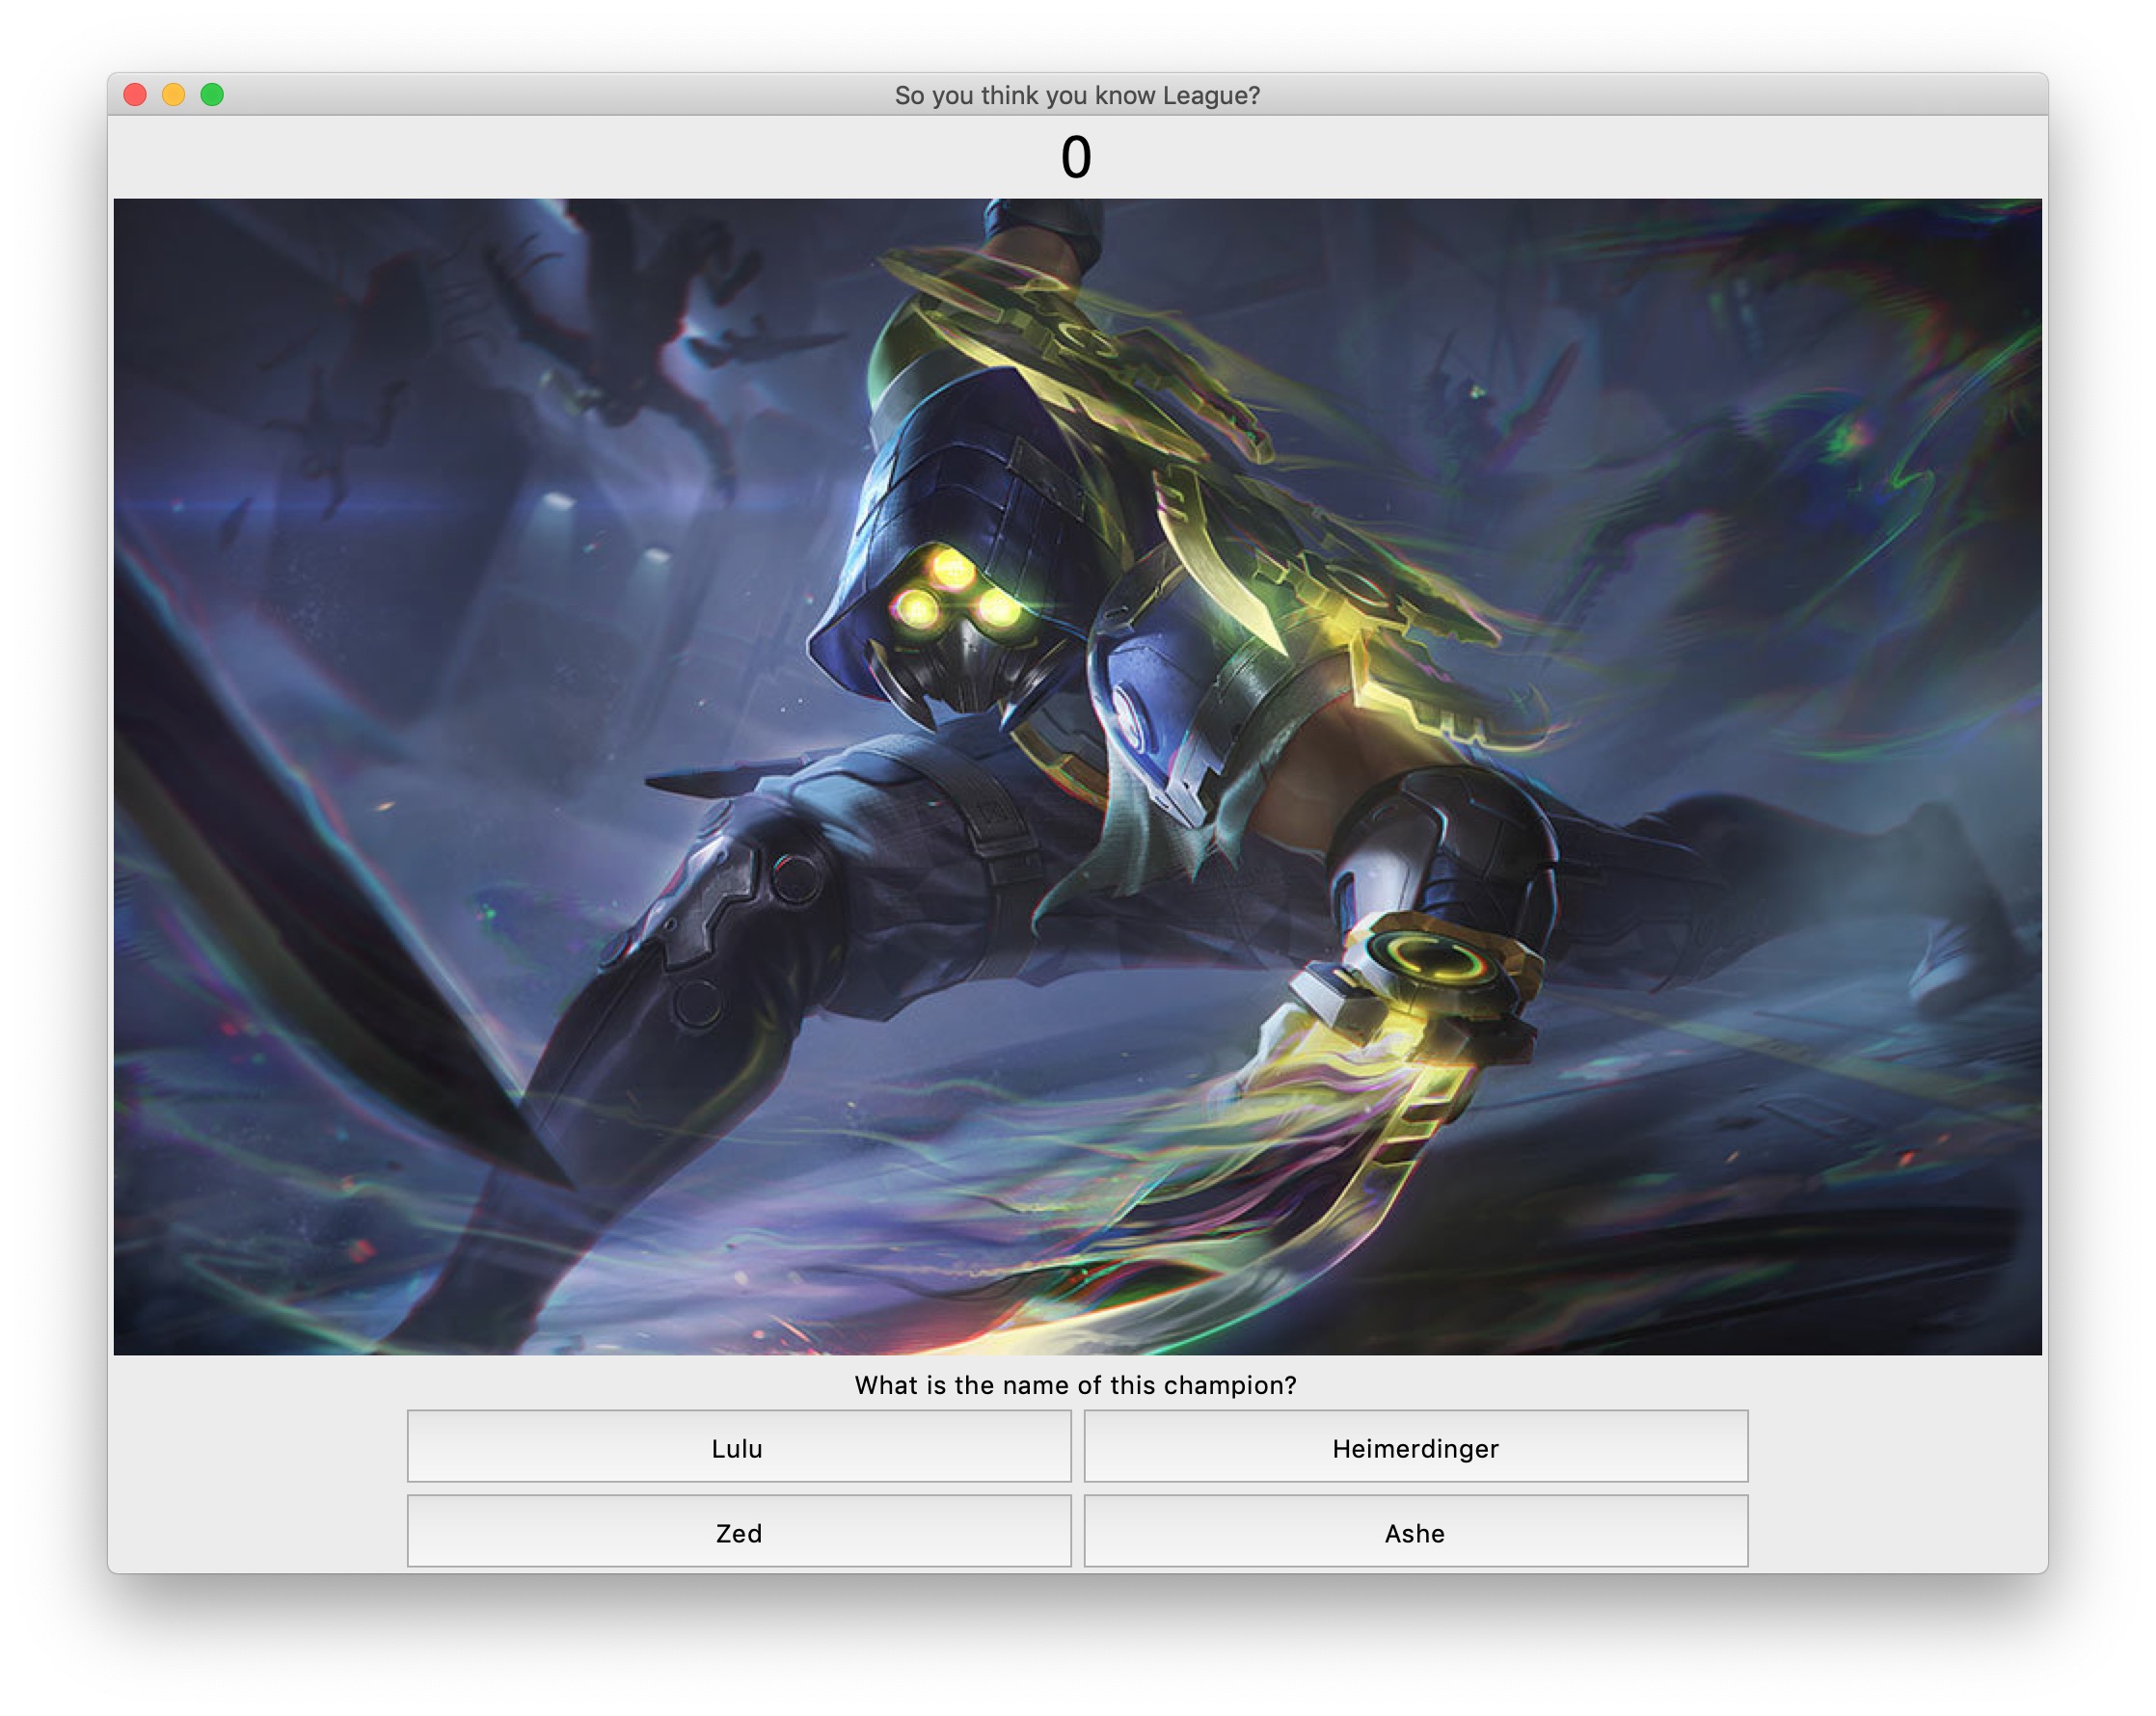 So you think you know League?
0
What is the name of this champion?
Lulu
Heimerdinger
Zed
Ashe